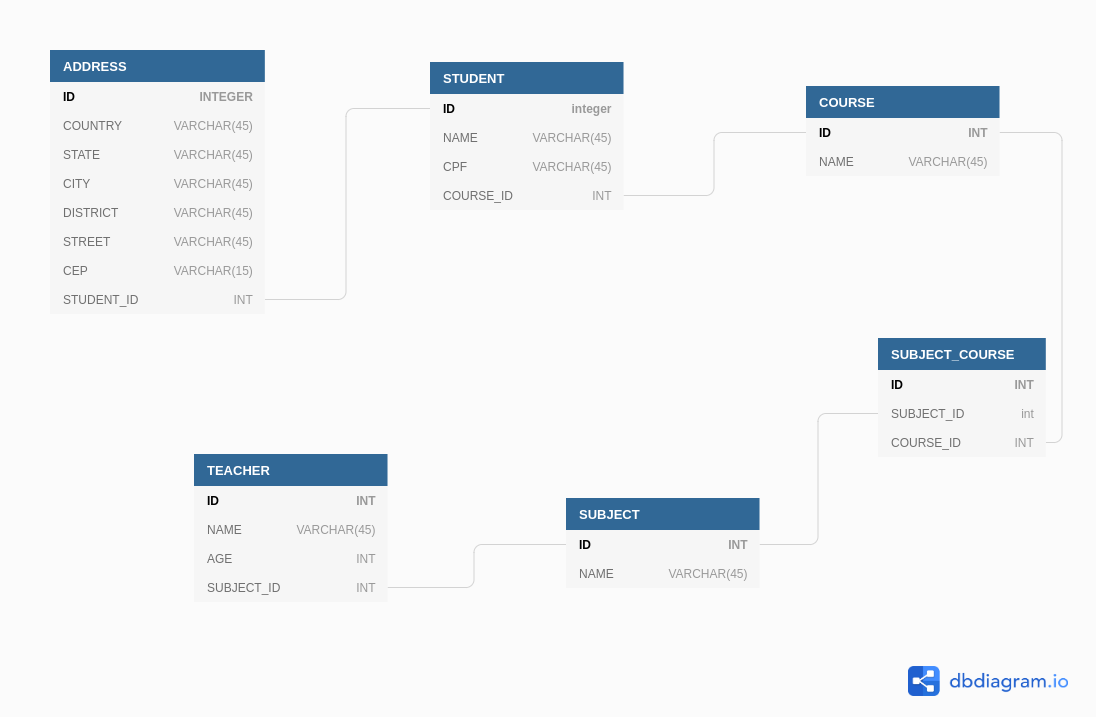 ADDRESS
ID INTEGER
COUNTRY VARCHAR(45)
STATE VARCHAR(45)
CITY VARCHAR(45)
DISTRICT VARCHAR(45)
STREET VARCHAR(45)
CEP VARCHAR(15)
STUDENT_ID INT
STUDENT
ID integer
NAME VARCHAR(45)
CPF VARCHAR(45)
COURSE_ID INT
COURSE
ID INT
NAME VARCHAR(45)
SUBJECT_COURSE
ID INT
SUBJECT_ID int
COURSE_ID INT
TEACHER
ID INT
NAME VARCHAR(45)
AGE INT
SUBJECT_ID INT
SUBJECT
ID INT
NAME VARCHAR(45)
dbdiagram.io